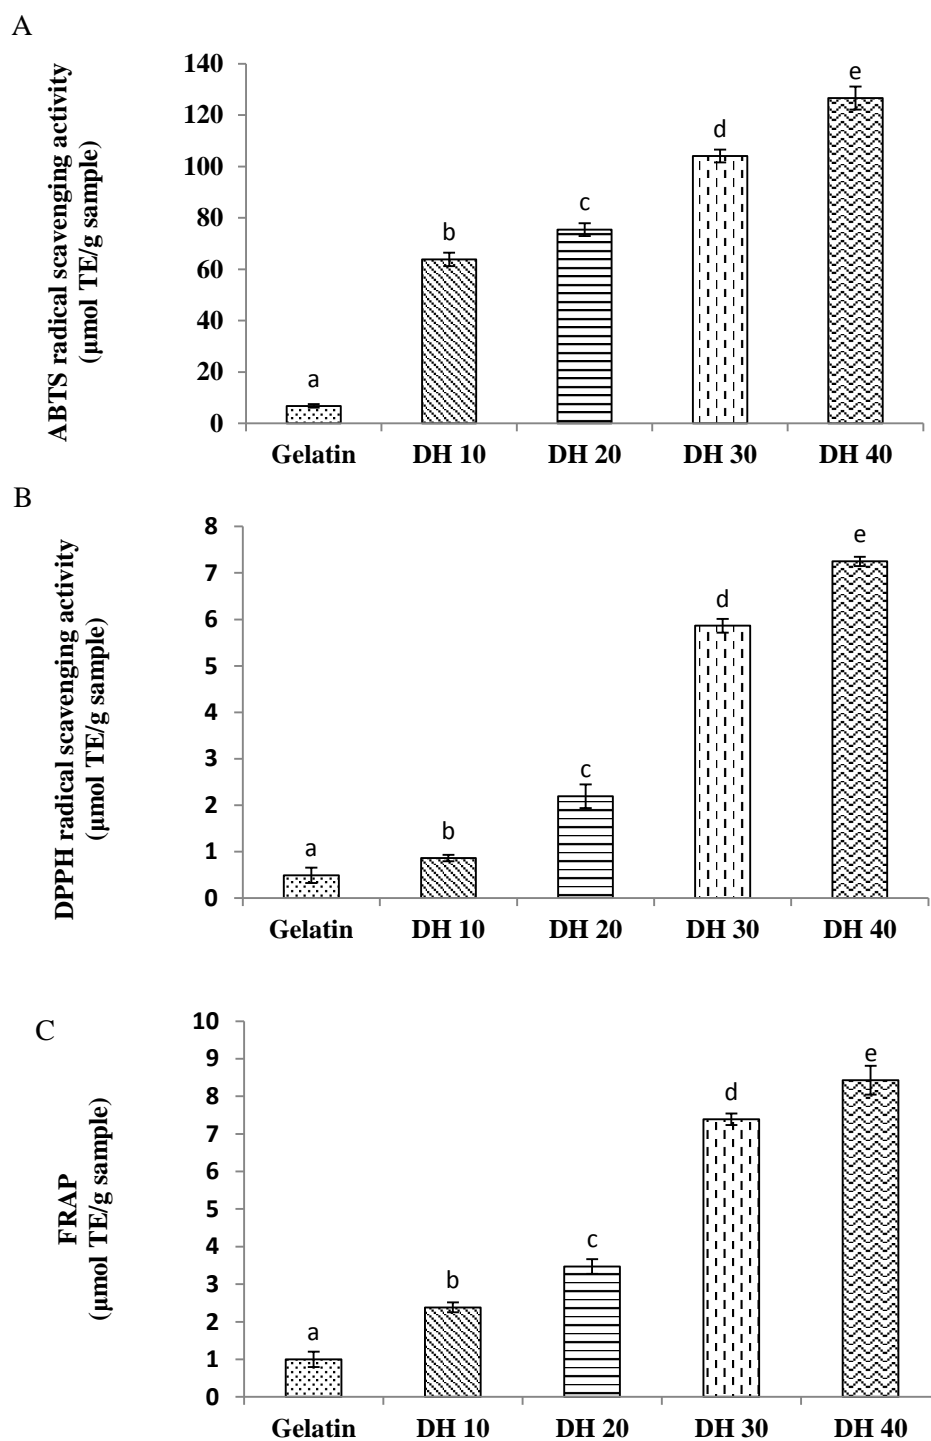 A
ABTS radical scavenging activity
(µmol TE/g sample)
140
120
100
80
60
40
20
0
a
b
c
d
e
Gelatin DH 10 DH 20 DH 30 DH 40
B
DPPH radical scavenging activity
(µmol TE/g sample)
8
7
6
5
4
3
2
1
0
a
b
c
d
e
Gelatin DH 10 DH 20 DH 30 DH 40
C
FRAP
(µmol TE/g sample)
10
9
8
7
6
5
4
3
2
1
0
a
b
c
d
e
Gelatin DH 10 DH 20 DH 30 DH 40